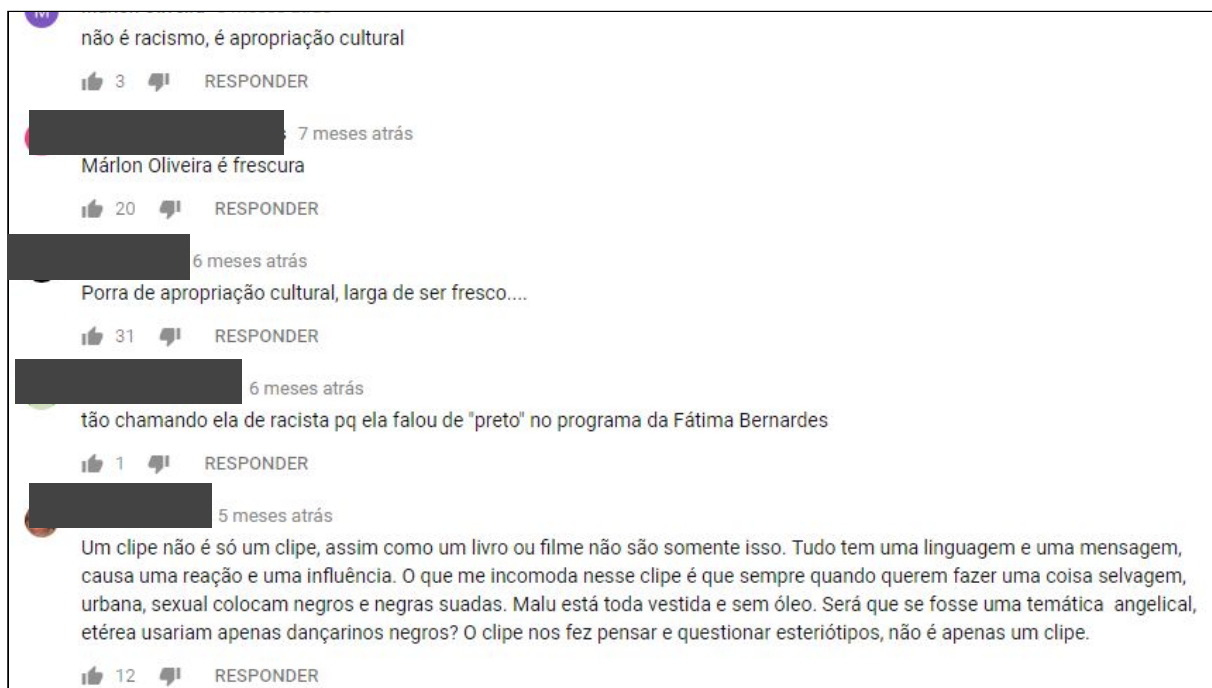 não é racismo, é apropriação cultural
3 RESPONDER
7 meses atrás
Márlon Oliveira é frescura
20 RESPONDER
6 meses atrás
Porra de apropriação cultural, larga de ser fresco....
31 RESPONDER
6 meses atrás
tão chamando ela de racista pq ela falou de "preto" no programa da Fátima Bernardes
1 RESPONDER
5 meses atrás
Um clipe não é só um clipe, assim como um livro ou filme não são somente isso. Tudo tem uma linguagem e uma mensagem,
causa uma reação e uma influência. O que me incomoda nesse clipe é que sempre quando querem fazer uma coisa selvagem,
urbana, sexual colocam negros e negras suadas. Malu está toda vestida e sem óleo. Será que se fosse uma temática angelical,
etérea usariam apenas dançarinos negros? O clipe nos fez pensar e questionar esteriótipos, não é apenas um clipe.
12 RESPONDER